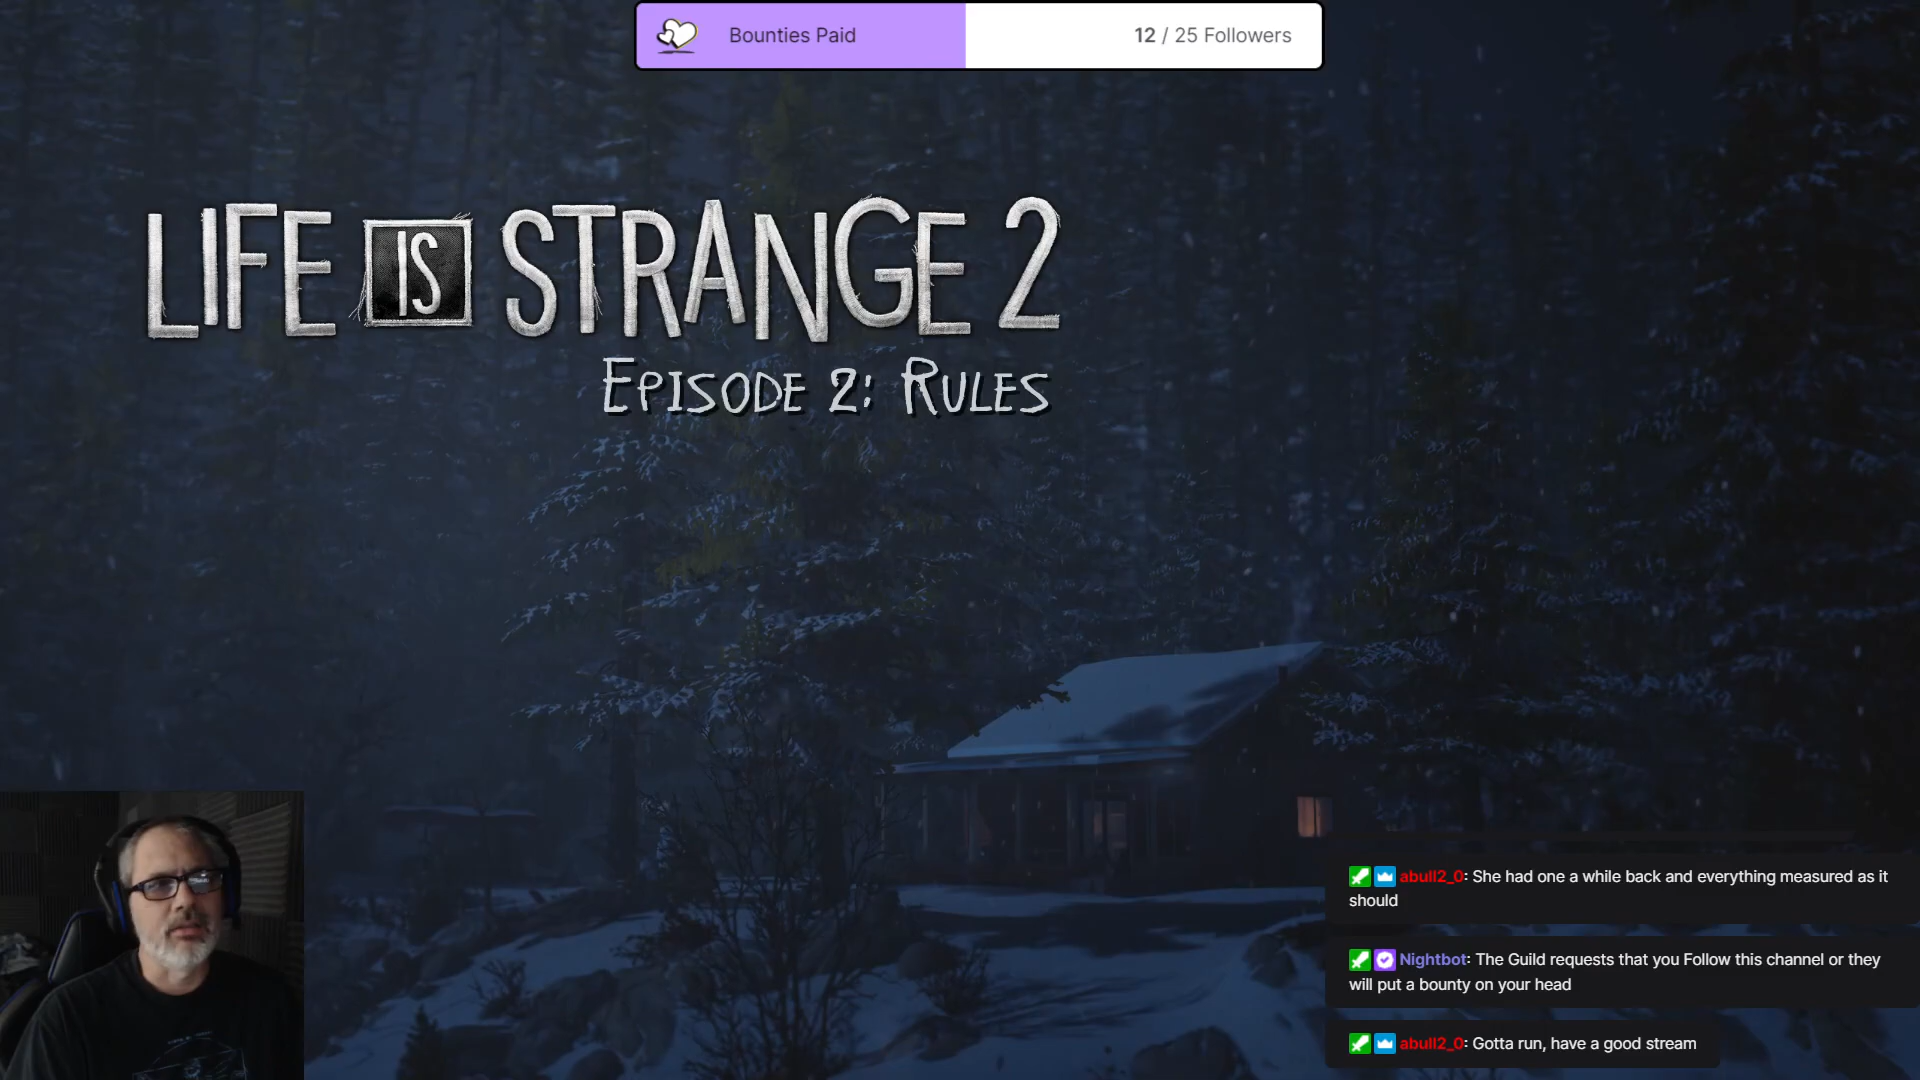 Bounties Paid 12 / 25 Followers
LIFE IS STRANGE 2
EPISODE 2: RULES
abull2_0: She had one a while back and everything measured as it
should
Nightbot: The Guild requests that you Follow this channel or they
will put a bounty on your head
abull2_0: Gotta run, have a good stream